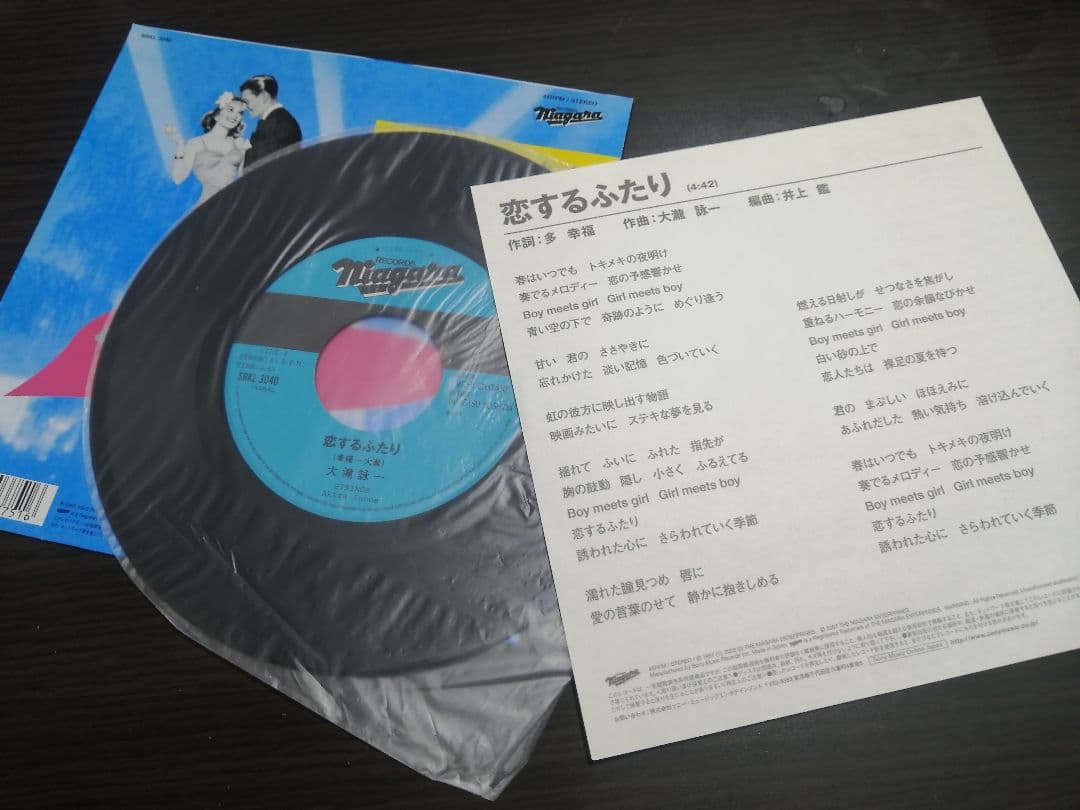 SRKL 3040
45RPM / STEREO
Niagara
RECORDS
Niagara
SRKL 3040
恋するふたり
(幸福－大瀧)
大滝詠一
恋するふたり (4:42)
作詞：多　幸福　作曲：大瀧　詠一　編曲：井上　鑑
春はいつでも　トキメキの夜明け
奏でるメロディー　恋の予感響かせ
Boy meets girl　Girl meets boy
青い空の下で　奇跡のように　めぐり逢う
甘い　君の　ささやきに
忘れかけた　淡い記憶　色づいていく
虹の彼方に映し出す物語
映画みたいに　ステキな夢を見る
揺れて　ふいに　ふれた　指先が
胸の鼓動　隠し　小さく　ふるえてる
Boy meets girl　Girl meets boy
恋するふたり
誘われた心に　さらわれていく季節
濡れた瞳見つめ　唇に
愛の言葉のせて　静かに抱きしめる
燃える日射しが　せつなさを焦がし
重ねるハーモニー　恋の余韻なびかせ
Boy meets girl　Girl meets boy
白い砂の上で
恋人たちは　裸足の夏を待つ
君の　まぶしい　ほほえみに
あふれだした　熱い気持ち　溶け込んでいく
春はいつでも　トキメキの夜明け
奏でるメロディー　恋の予感響かせ
Boy meets girl　Girl meets boy
恋するふたり
誘われた心に　さらわれていく季節
Niagara
Sony Music Online Japan